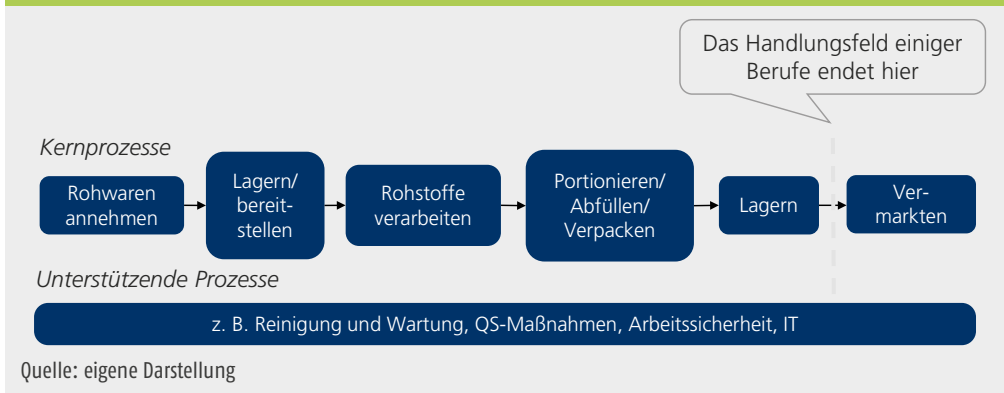 Das Handlungsfeld einiger
Berufe endet hier
Kernprozesse
Rohwaren
annehmen
Lagern/
bereit-
stellen
Rohstoffe
verarbeiten
Portionieren/
Abfüllen/
Verpacken
Lagern
Ver-
markten
Unterstützende Prozesse
z. B. Reinigung und Wartung, QS-Maßnahmen, Arbeitssicherheit, IT
Quelle: eigene Darstellung